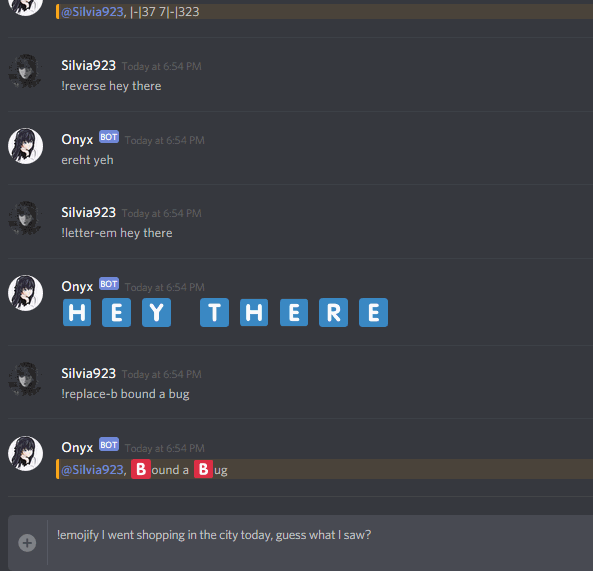 @Silvia923, |-|37 7|-|323
Silvia923 Today at 6:54 PM
!reverse hey there
Onyx BOT Today at 6:54 PM
ereht yeh
Silvia923 Today at 6:54 PM
!letter-em hey there
Onyx BOT Today at 6:54 PM
H E Y T H E R E
Silvia923 Today at 6:54 PM
!replace-b bound a bug
Onyx BOT Today at 6:54 PM
@Silvia923, Bound a Bug
!emojify I went shopping in the city today, guess what I saw?